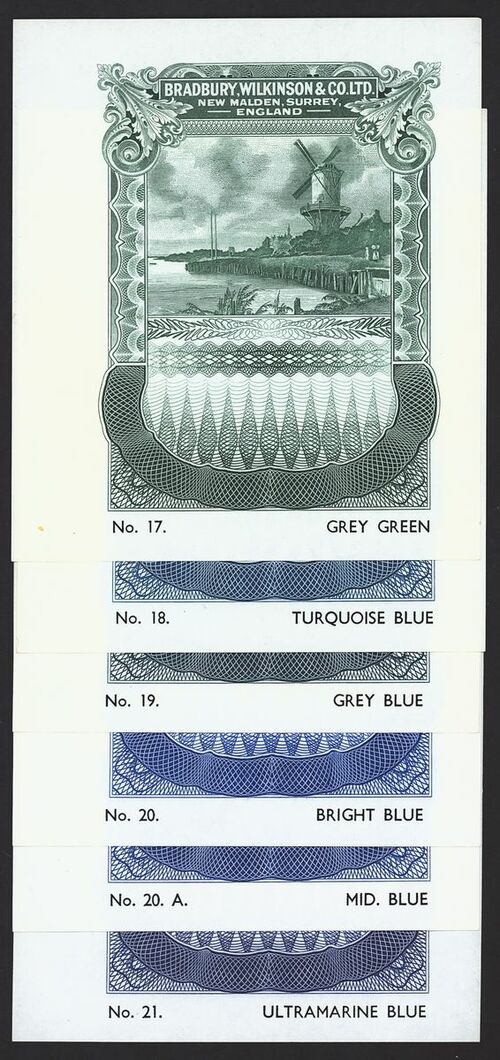 BRADBURY, WILKINSON & CO. LTD.
NEW MALDEN, SURREY,
ENGLAND
No. 17. GREY GREEN
No. 18. TURQUOISE BLUE
No. 19. GREY BLUE
No. 20. BRIGHT BLUE
No. 20. A. MID. BLUE
No. 21. ULTRAMARINE BLUE